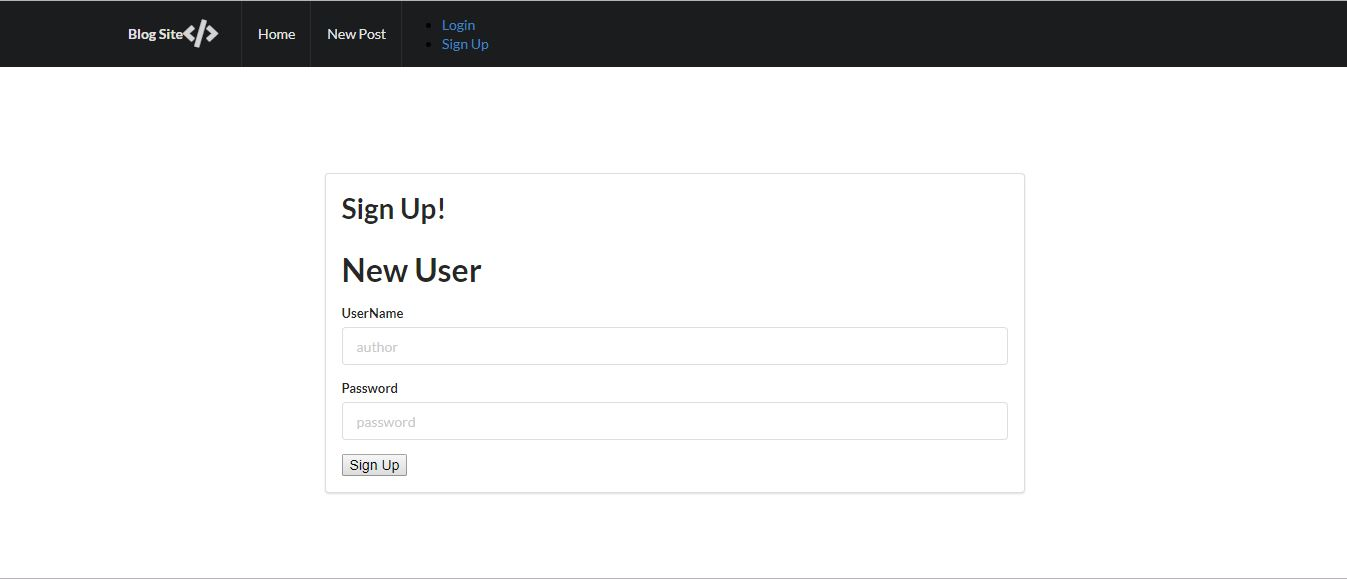 Blog Site</> Home New Post
Login
Sign Up
Sign Up!
New User
UserName
author
Password
password
Sign Up